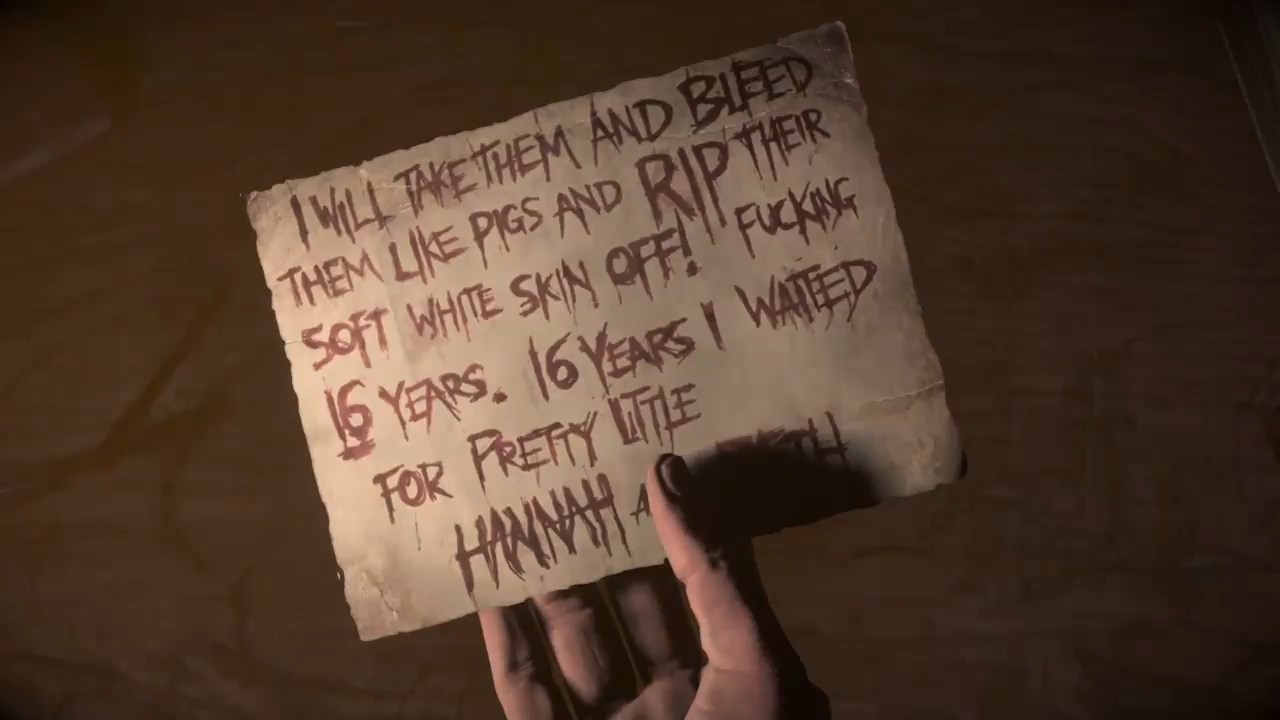 I WILL TAKE THEM AND BLEED
THEM LIKE PIGS AND RIP THEIR
SOFT WHITE SKIN OFF! FUCKING
16 YEARS. 16 YEARS I WAITED
FOR PRETTY LITTLE
HANNAH